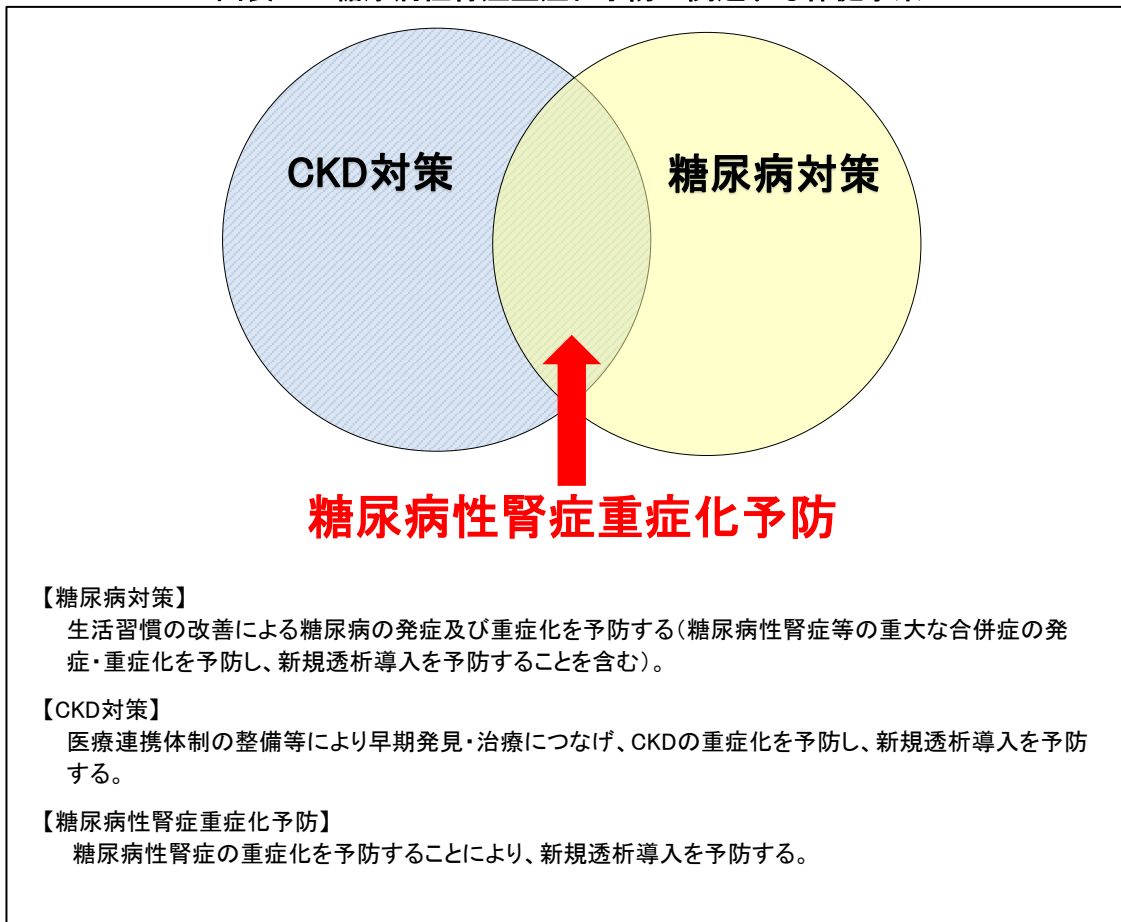 CKD対策
糖尿病対策
糖尿病性腎症重症化予防
【糖尿病対策】
生活習慣の改善による糖尿病の発症及び重症化を予防する(糖尿病性腎症等の重大な合併症の発
症・重症化を予防し、新規透析導入を予防することを含む)。
【CKD対策】
医療連携体制の整備等により早期発見・治療につなげ、CKDの重症化を予防し、新規透析導入を予防
する。
【糖尿病性腎症重症化予防】
糖尿病性腎症の重症化を予防することにより、新規透析導入を予防する。